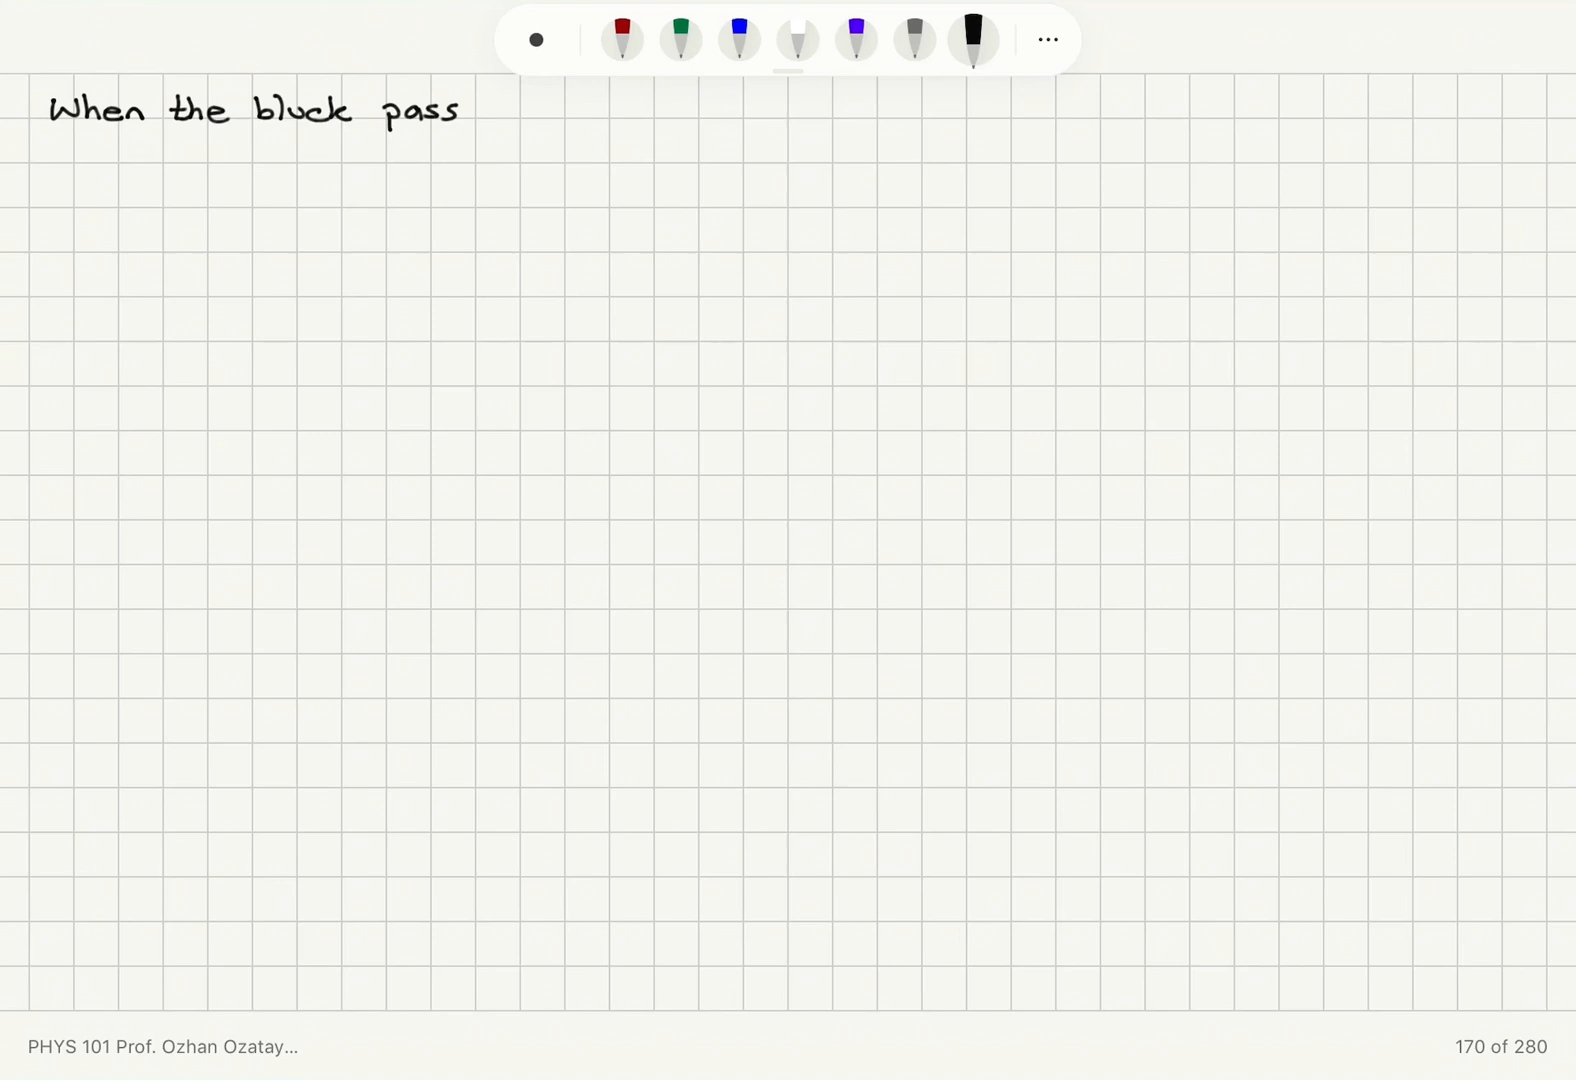 When the block pass
PHYS 101 Prof. Ozhan Ozatay...
170 of 280